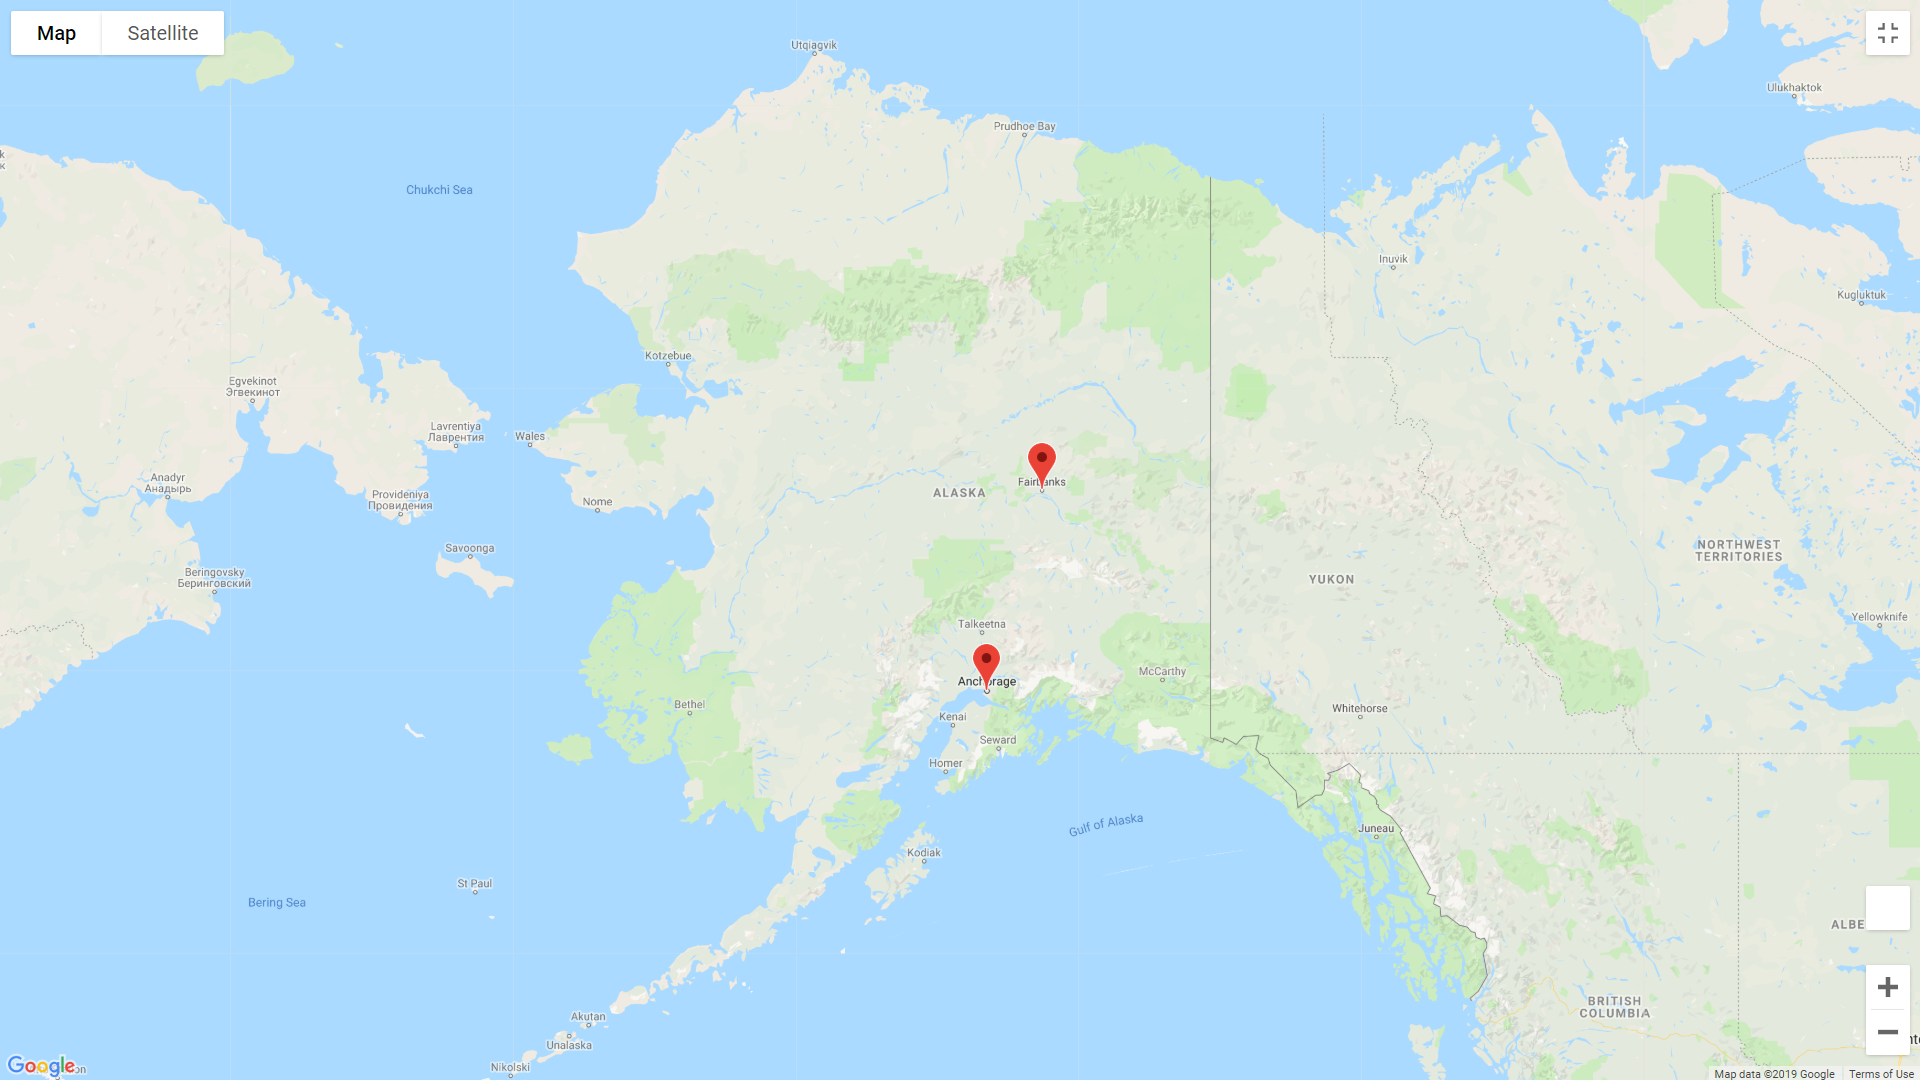 Map
Satellite
Utqiagvik
Ulukhaktok
Prudhoe Bay
Chukchi Sea
Inuvik
Kugluktuk
Kotzebue
Egvekinot
Эгвекинот
Lavrentiya
Лаврентия
Wales
Anadyr
Анадырь
Fairbanks
ALASKA
Provideniya
Провидения
Nome
Savoonga
NORTHWEST
TERRITORIES
Beringovsky
Беринговский
YUKON
Talkeetna
Yellowknife
McCarthy
Anchorage
Bethel
Kenai
Whitehorse
Seward
Homer
Gulf of Alaska
Juneau
Kodiak
St Paul
Bering Sea
ALBE
BRITISH
COLUMBIA
Akutan
Unalaska
Nikolski
Google
Map data ©2019 Google
Terms of Use